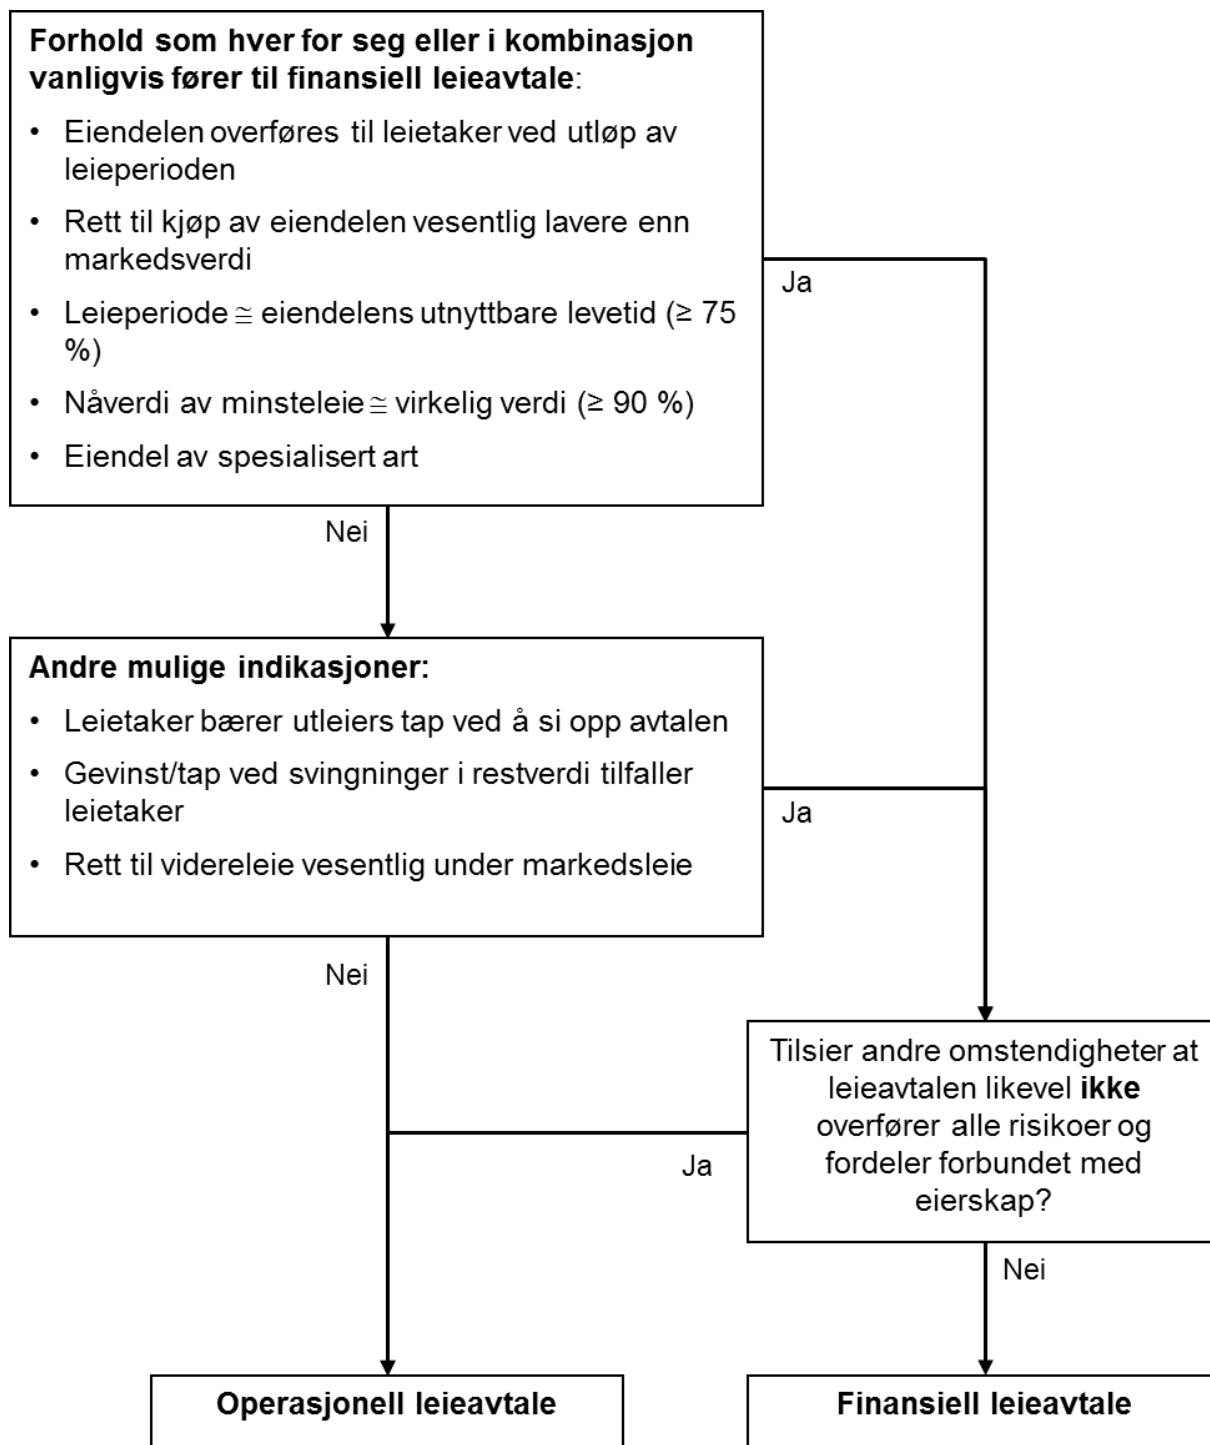 Forhold som hver for seg eller i kombinasjon
vanligvis fører til finansiell leieavtale:
• Eiendelen overføres til leietaker ved utløp av
leieperioden
• Rett til kjøp av eiendelen vesentlig lavere enn
markedsverdi
• Leieperiode ≅ eiendelens utnyttbare levetid (≥ 75
%)
• Nåverdi av minsteleie ≅ virkelig verdi (≥ 90 %)
• Eiendel av spesialisert art
Ja
Nei
Andre mulige indikasjoner:
• Leietaker bærer utleiers tap ved å si opp avtalen
• Gevinst/tap ved svingninger i restverdi tilfaller
leietaker
• Rett til videreleie vesentlig under markedsleie
Ja
Nei
Tilsier andre omstendigheter at
leieavtalen likevel ikke
overfører alle risikoer og
fordeler forbundet med
eierskap?
Ja
Nei
Operasjonell leieavtale
Finansiell leieavtale